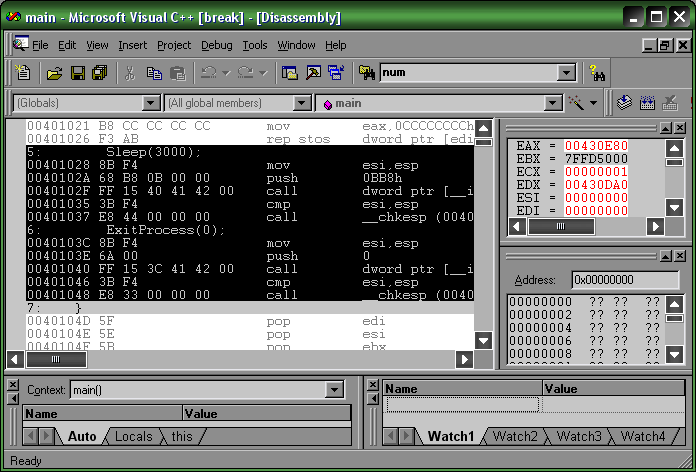 main - Microsoft Visual C++ [break] - [Disassembly]
File Edit View Insert Project Debug Tools Window Help
num
(Globals) (All global members) main
00401021 B8 CC CC CC CC mov eax,0CCCCCCCCh
00401026 F3 AB rep stos dword ptr [edi
5: Sleep(3000);
00401028 8B F4 mov esi,esp
0040102A 68 B8 0B 00 00 push 0BB8h
0040102F FF 15 40 41 42 00 call dword ptr [__i
00401035 3B F4 cmp esi,esp
00401037 E8 44 00 00 00 call __chkesp (0040
6: ExitProcess(0);
0040103C 8B F4 mov esi,esp
0040103E 6A 00 push 0
00401040 FF 15 3C 41 42 00 call dword ptr [__i
00401046 3B F4 cmp esi,esp
00401048 E8 33 00 00 00 call __chkesp (0040
7: }
0040104D 5F pop edi
0040104E 5E pop esi
0040104F 5B pop ebx
EAX = 00430E80
EBX = 7FFD5000
ECX = 00000001
EDX = 00430DA0
ESI = 00000000
EDI = 00000000
Address: 0x00000000
00000000 ?? ?? ??
00000002 ?? ?? ??
00000004 ?? ?? ??
00000006 ?? ?? ??
00000008 ?? ?? ??
Context: main()
Name Value
Auto Locals this
Name Value
Watch1 Watch2 Watch3 Watch4
Ready